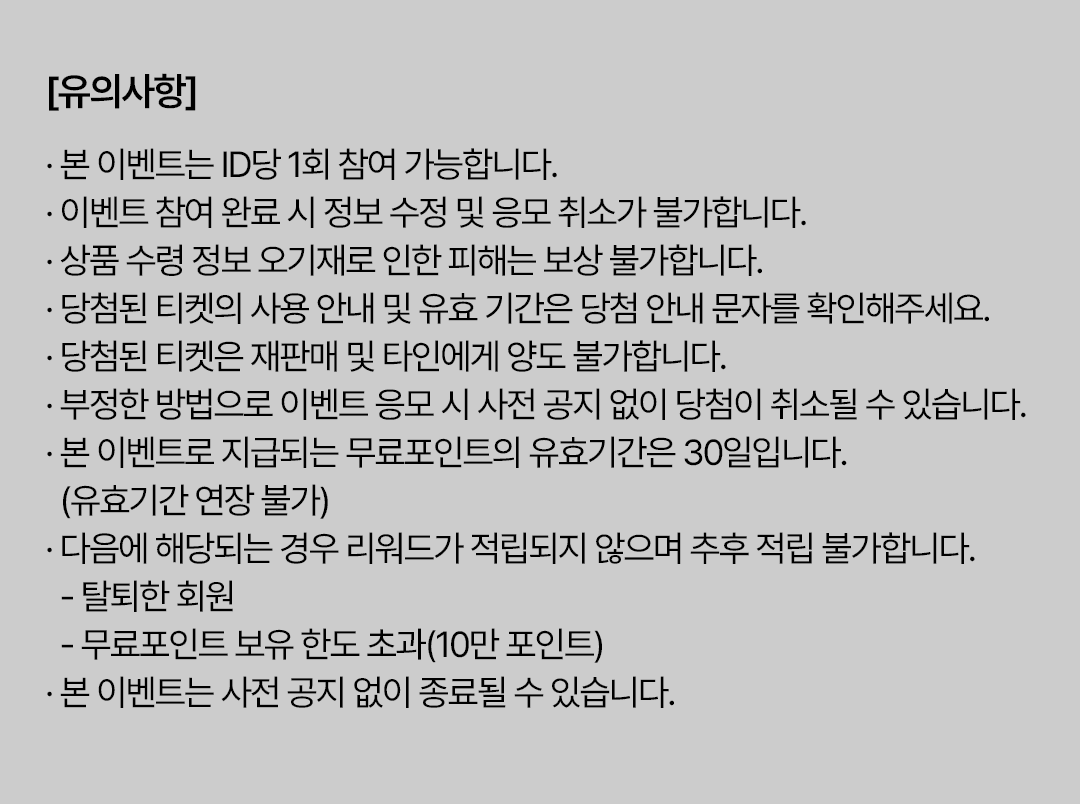 [유의사항]
· 본 이벤트는 ID당 1회 참여 가능합니다.
· 이벤트 참여 완료 시 정보 수정 및 응모 취소가 불가합니다.
· 상품 수령 정보 오기재로 인한 피해는 보상 불가합니다.
· 당첨된 티켓의 사용 안내 및 유효 기간은 당첨 안내 문자를 확인해주세요.
· 당첨된 티켓은 재판매 및 타인에게 양도 불가합니다.
· 부정한 방법으로 이벤트 응모 시 사전 공지 없이 당첨이 취소될 수 있습니다.
· 본 이벤트로 지급되는 무료포인트의 유효기간은 30일입니다.
(유효기간 연장 불가)
· 다음에 해당되는 경우 리워드가 적립되지 않으며 추후 적립 불가합니다.
- 탈퇴한 회원
- 무료포인트 보유 한도 초과(10만 포인트)
· 본 이벤트는 사전 공지 없이 종료될 수 있습니다.